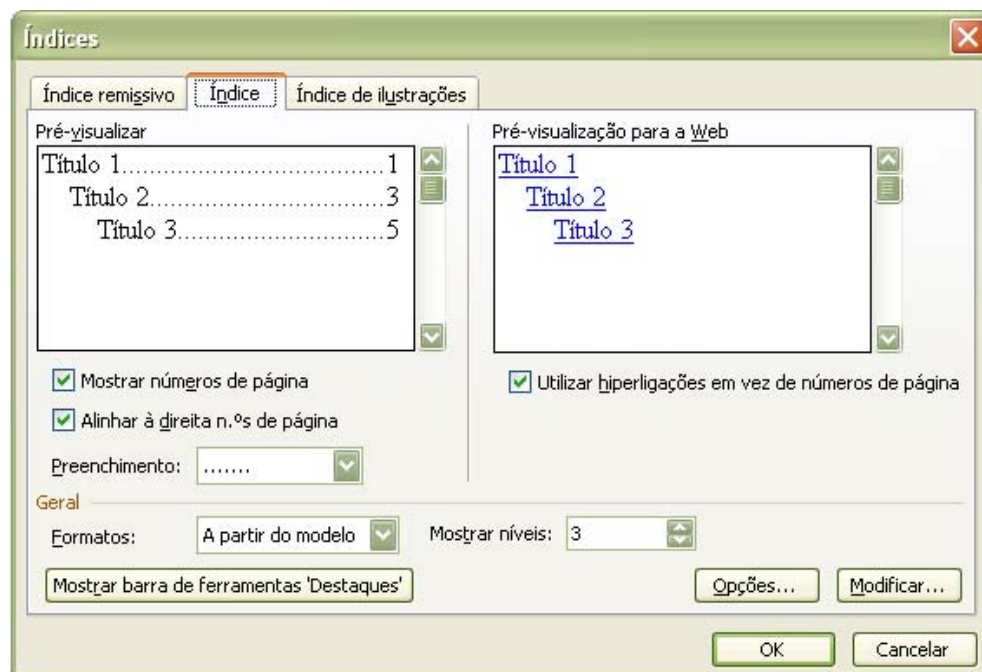 Índices
Índice remissivo Índice Índice de ilustrações
Pré-visualizar
Título 1.......................................1
Título 2..................................3
Título 3..............................5
Mostrar números de página
Alinhar à direita n.ºs de página
Preenchimento: .......
Pré-visualização para a Web
Título 1
Título 2
Título 3
Utilizar hiperligações em vez de números de página
Geral
Formatos: A partir do modelo Mostrar níveis: 3
Mostrar barra de ferramentas 'Destaques' Opções... Modificar...
OK Cancelar